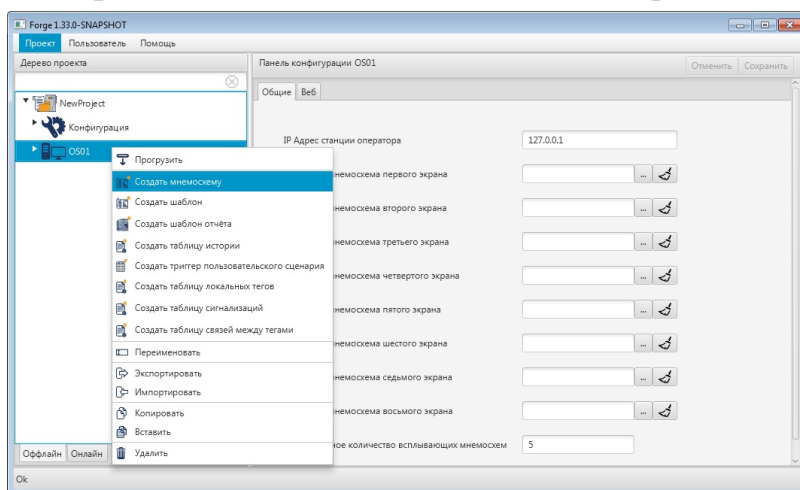 Forge 1.33.0-SNAPSHOT
Проект Пользователь Помощь
Дерево проекта
Панель конфигурации OS01
Отменить Сохранить
Общие Веб
NewProject
Конфигурация
OS01
IP Адрес станции оператора 127.0.0.1
Прогрузить
Создать мнемосхему
Создать шаблон
Создать шаблон отчёта
Создать таблицу истории
Создать триггер пользовательского сценария
Создать таблицу локальных тегов
Создать таблицу сигнализаций
Создать таблицу связей между тегами
Переименовать
Экспортировать
Импортировать
Копировать
Вставить
Удалить
немосхема первого экрана ...
немосхема второго экрана ...
немосхема третьего экрана ...
немосхема четвертого экрана ...
немосхема пятого экрана ...
немосхема шестого экрана ...
немосхема седьмого экрана ...
немосхема восьмого экрана ...
ное количество всплывающих мнемосхем 5
Оффлайн Онлайн
Ok